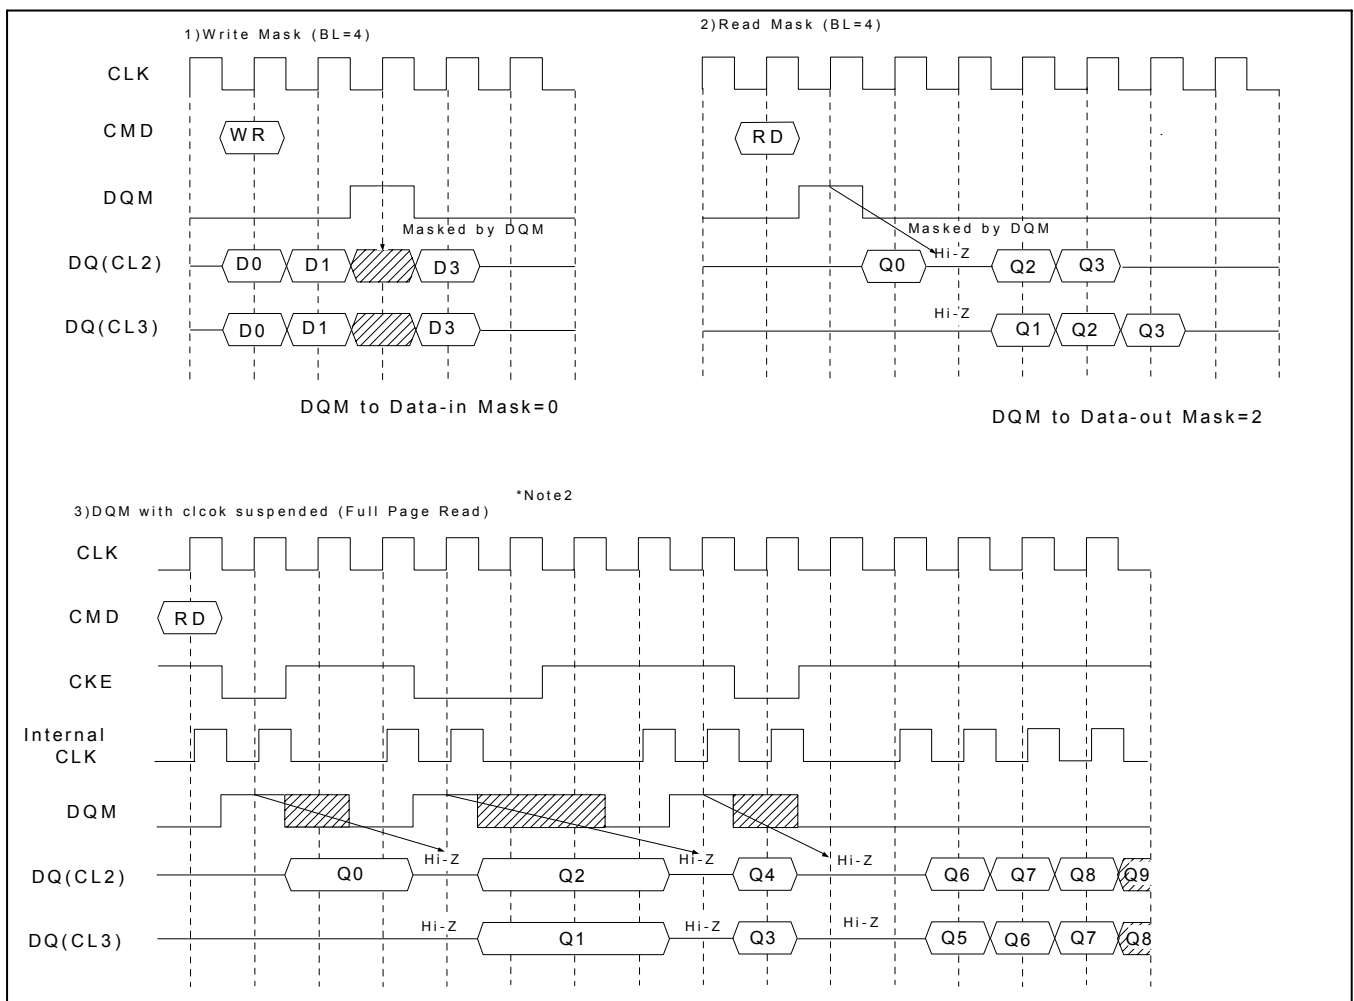 1)Write Mask (BL=4)
CLK
CMD
WR
DQM
Masked by DQM
DQ(CL2)
D0 D1 D3
DQ(CL3)
D0 D1 D3
DQM to Data-in Mask=0
2)Read Mask (BL=4)
RD
Masked by DQM
Hi-Z
Q0 Q2 Q3
Hi-Z
Q1 Q2 Q3
DQM to Data-out Mask=2
*Note2
3)DQM with clcok suspended (Full Page Read)
CLK
CMD
RD
CKE
Internal
CLK
DQM
Hi-Z Hi-Z Hi-Z
DQ(CL2)
Q0 Q2 Q4 Q6 Q7 Q8 Q9
Hi-Z Hi-Z Hi-Z
DQ(CL3)
Q1 Q3 Q5 Q6 Q7 Q8